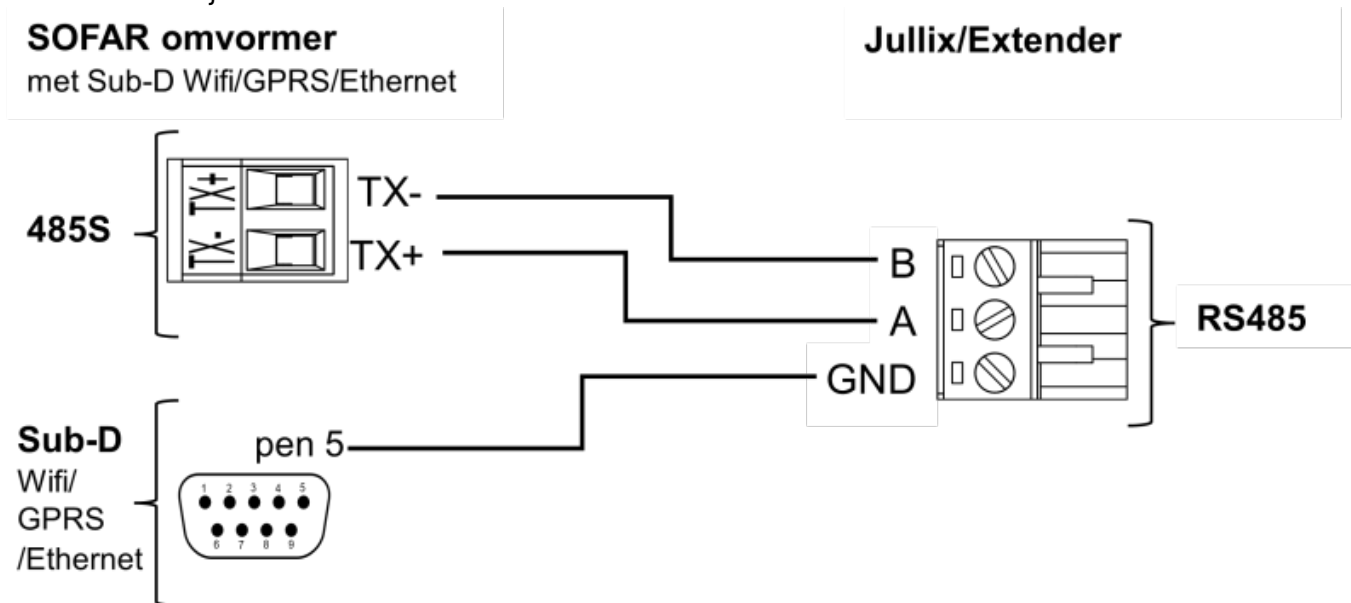 SOFAR omvormer
met Sub-D Wifi/GPRS/Ethernet
Jullix/Extender
485S
TX+
TX-
TX-
TX+
B
A
GND
RS485
Sub-D
Wifi/
GPRS
/Ethernet
pen 5
1 2 3 4 5
6 7 8 9